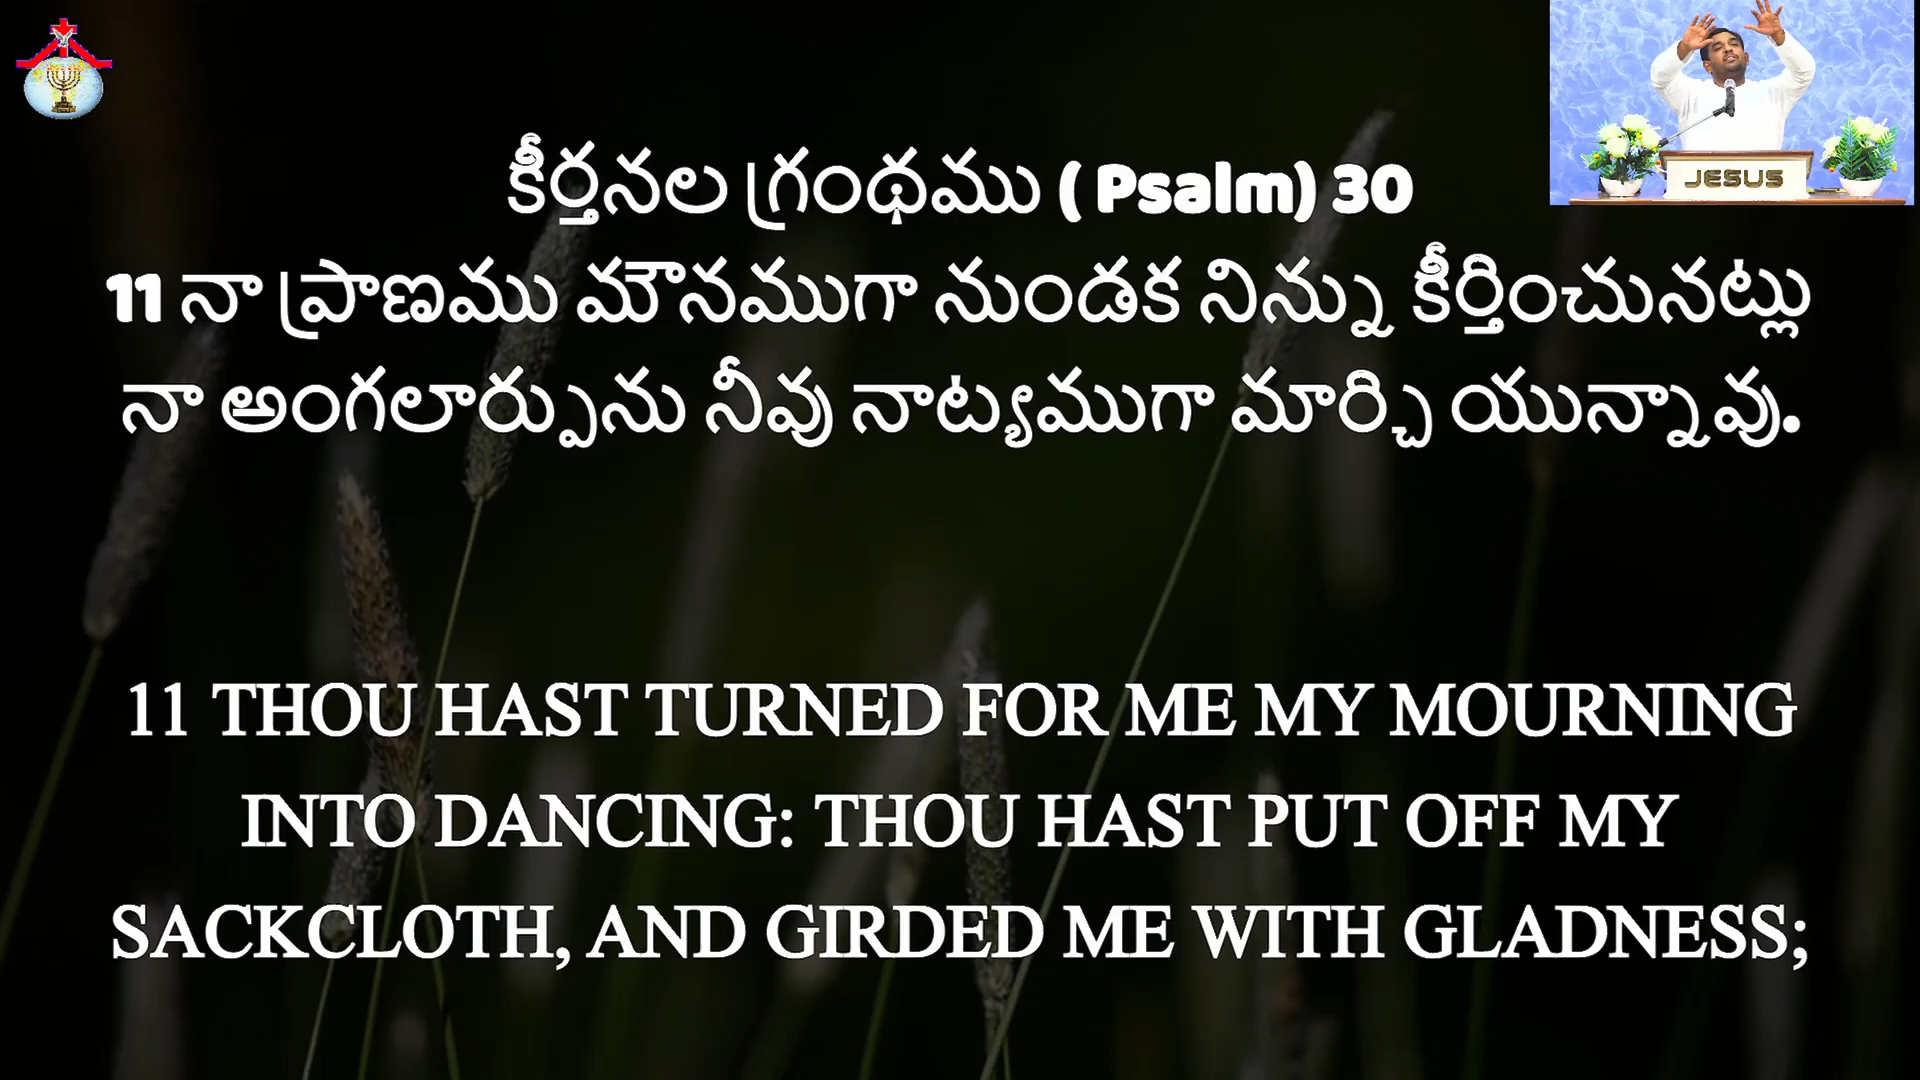 JESUS
కీర్తనల గ్రంథము ( Psalm) 30
11 నా ప్రాణము మౌనముగా నుండక నిన్ను కీర్తించునట్లు
నా అంగలార్పును నీవు నాట్యముగా మార్చి యున్నావు.
11 THOU HAST TURNED FOR ME MY MOURNING
INTO DANCING: THOU HAST PUT OFF MY
SACKCLOTH, AND GIRDED ME WITH GLADNESS;